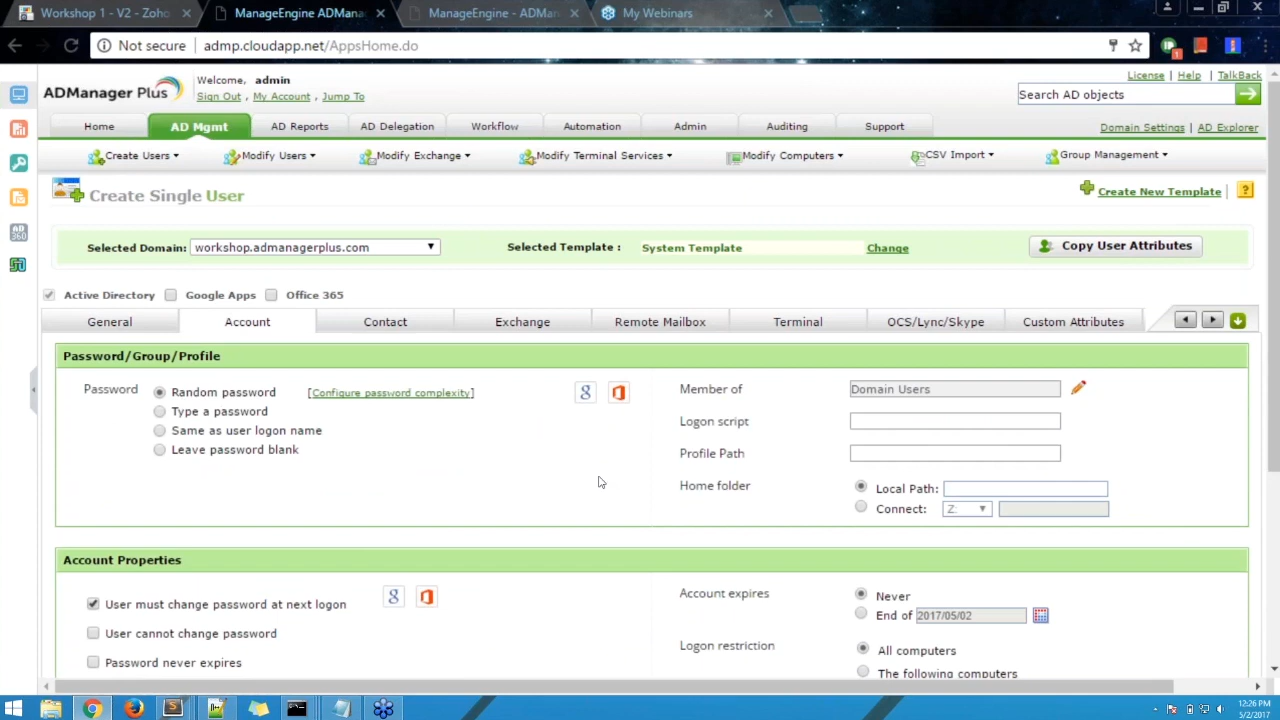 Workshop 1 - V2 - Zoho
ManageEngine ADMana
ManageEngine - ADMan
My Webinars
Not secure | admp.cloudapp.net/AppsHome.do
1
ADManager Plus
Welcome, admin
Sign Out , My Account , Jump To
License | Help | TalkBack
Search AD objects
Home
AD Mgmt
AD Reports
AD Delegation
Workflow
Automation
Admin
Auditing
Support
Domain Settings | AD Explorer
Create Users
Modify Users
Modify Exchange
Modify Terminal Services
Modify Computers
CSV Import
Group Management
Create Single User
Create New Template
?
Selected Domain: workshop.admanagerplus.com
Selected Template : System Template Change
Copy User Attributes
AD 360
Active Directory
Google Apps
Office 365
General
Account
Contact
Exchange
Remote Mailbox
Terminal
OCS/Lync/Skype
Custom Attributes
Password/Group/Profile
Password
Random password
[Configure password complexity]
Type a password
Same as user logon name
Leave password blank
8
Member of
Domain Users
Logon script
Profile Path
Home folder
Local Path:
Connect: Z:
Account Properties
User must change password at next logon
8
User cannot change password
Password never expires
Account expires
Never
End of 2017/05/02
Logon restriction
All computers
The following computers
12:26 PM
5/2/2017